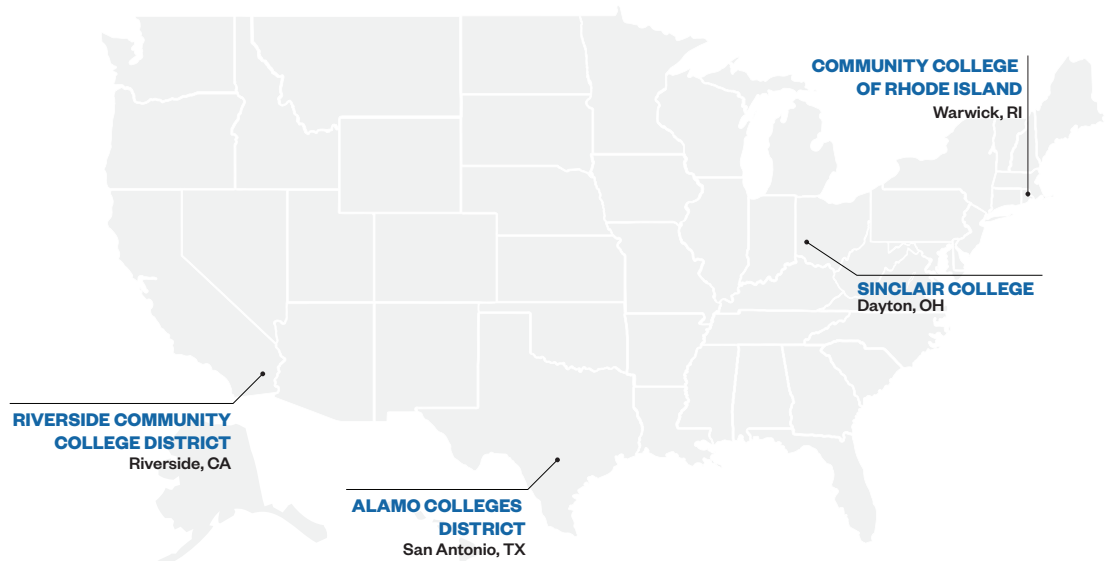 COMMUNITY COLLEGE
OF RHODE ISLAND
Warwick, RI
SINCLAIR COLLEGE
Dayton, OH
RIVERSIDE COMMUNITY
COLLEGE DISTRICT
Riverside, CA
ALAMO COLLEGES
DISTRICT
San Antonio, TX